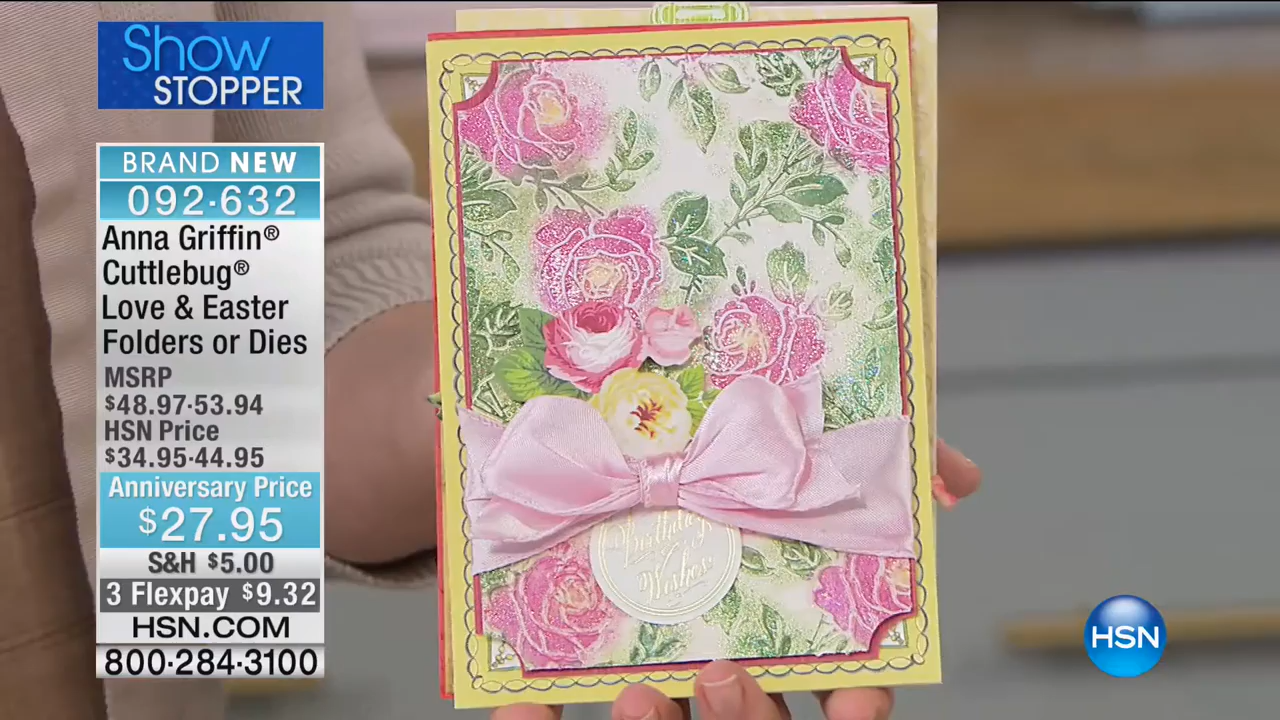 Show
STOPPER
BRAND NEW
092·632
Anna Griffin®
Cuttlebug®
Love & Easter
Folders or Dies
MSRP
$48.97-53.94
HSN Price
$34.95-44.95
Anniversary Price
$27.95
S&H $5.00
3 Flexpay $9.32
HSN.COM
800·284·3100
Birthday
Wishes
HSN